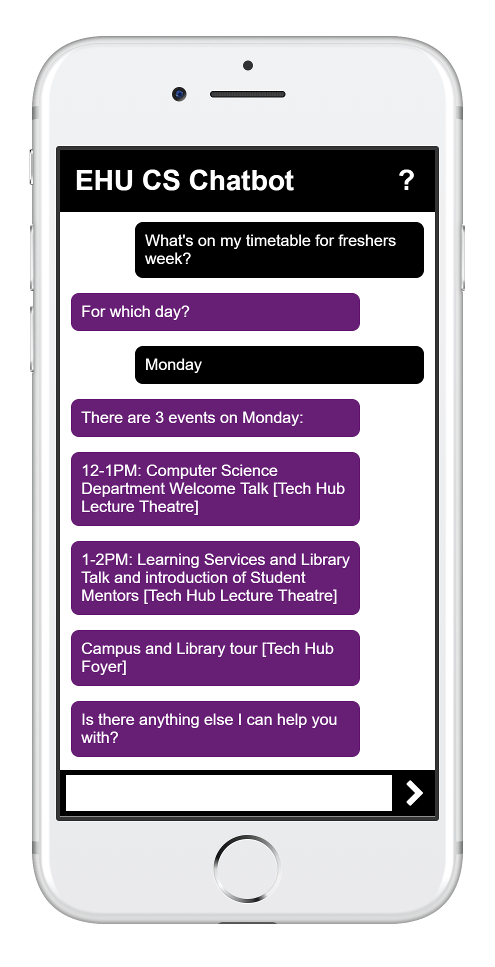 EHU CS Chatbot ?
What's on my timetable for freshers
week?
For which day?
Monday
There are 3 events on Monday:
12-1PM: Computer Science
Department Welcome Talk [Tech Hub
Lecture Theatre]
1-2PM: Learning Services and Library
Talk and introduction of Student
Mentors [Tech Hub Lecture Theatre]
Campus and Library tour [Tech Hub
Foyer]
Is there anything else I can help you
with?